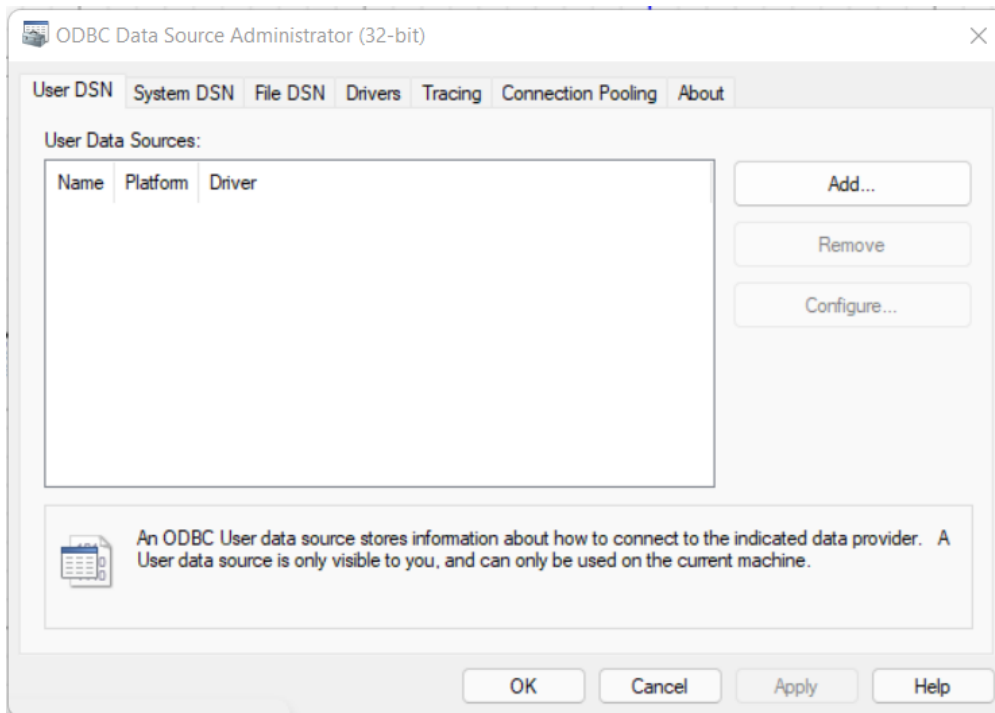 ODBC Data Source Administrator (32-bit)
User DSN System DSN File DSN Drivers Tracing Connection Pooling About
User Data Sources:
Name Platform Driver
Add...
Remove
Configure...
An ODBC User data source stores information about how to connect to the indicated data provider. A
User data source is only visible to you, and can only be used on the current machine.
OK Cancel Apply Help